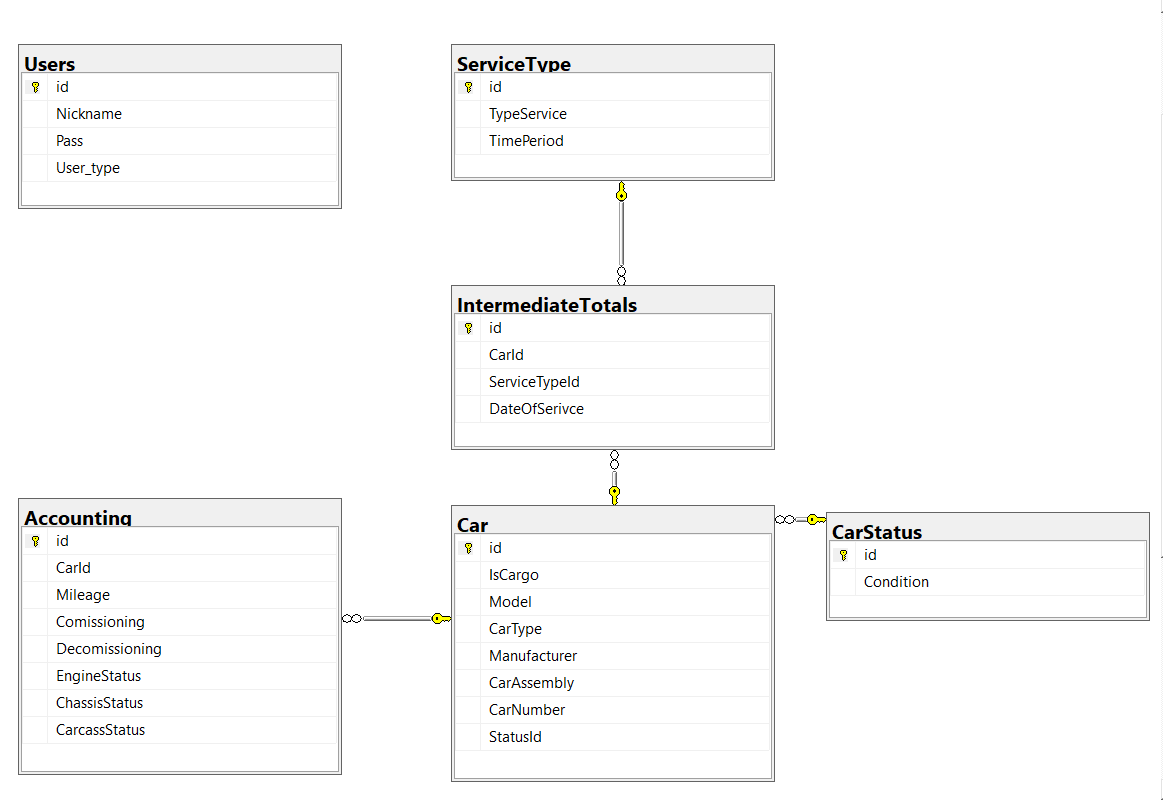 Users
id
Nickname
Pass
User_type
ServiceType
id
TypeService
TimePeriod
IntermediateTotals
id
CarId
ServiceTypeId
DateOfSerivce
Accounting
id
CarId
Mileage
Comissioning
Decomissioning
EngineStatus
ChassisStatus
CarcassStatus
Car
id
IsCargo
Model
CarType
Manufacturer
CarAssembly
CarNumber
StatusId
CarStatus
id
Condition